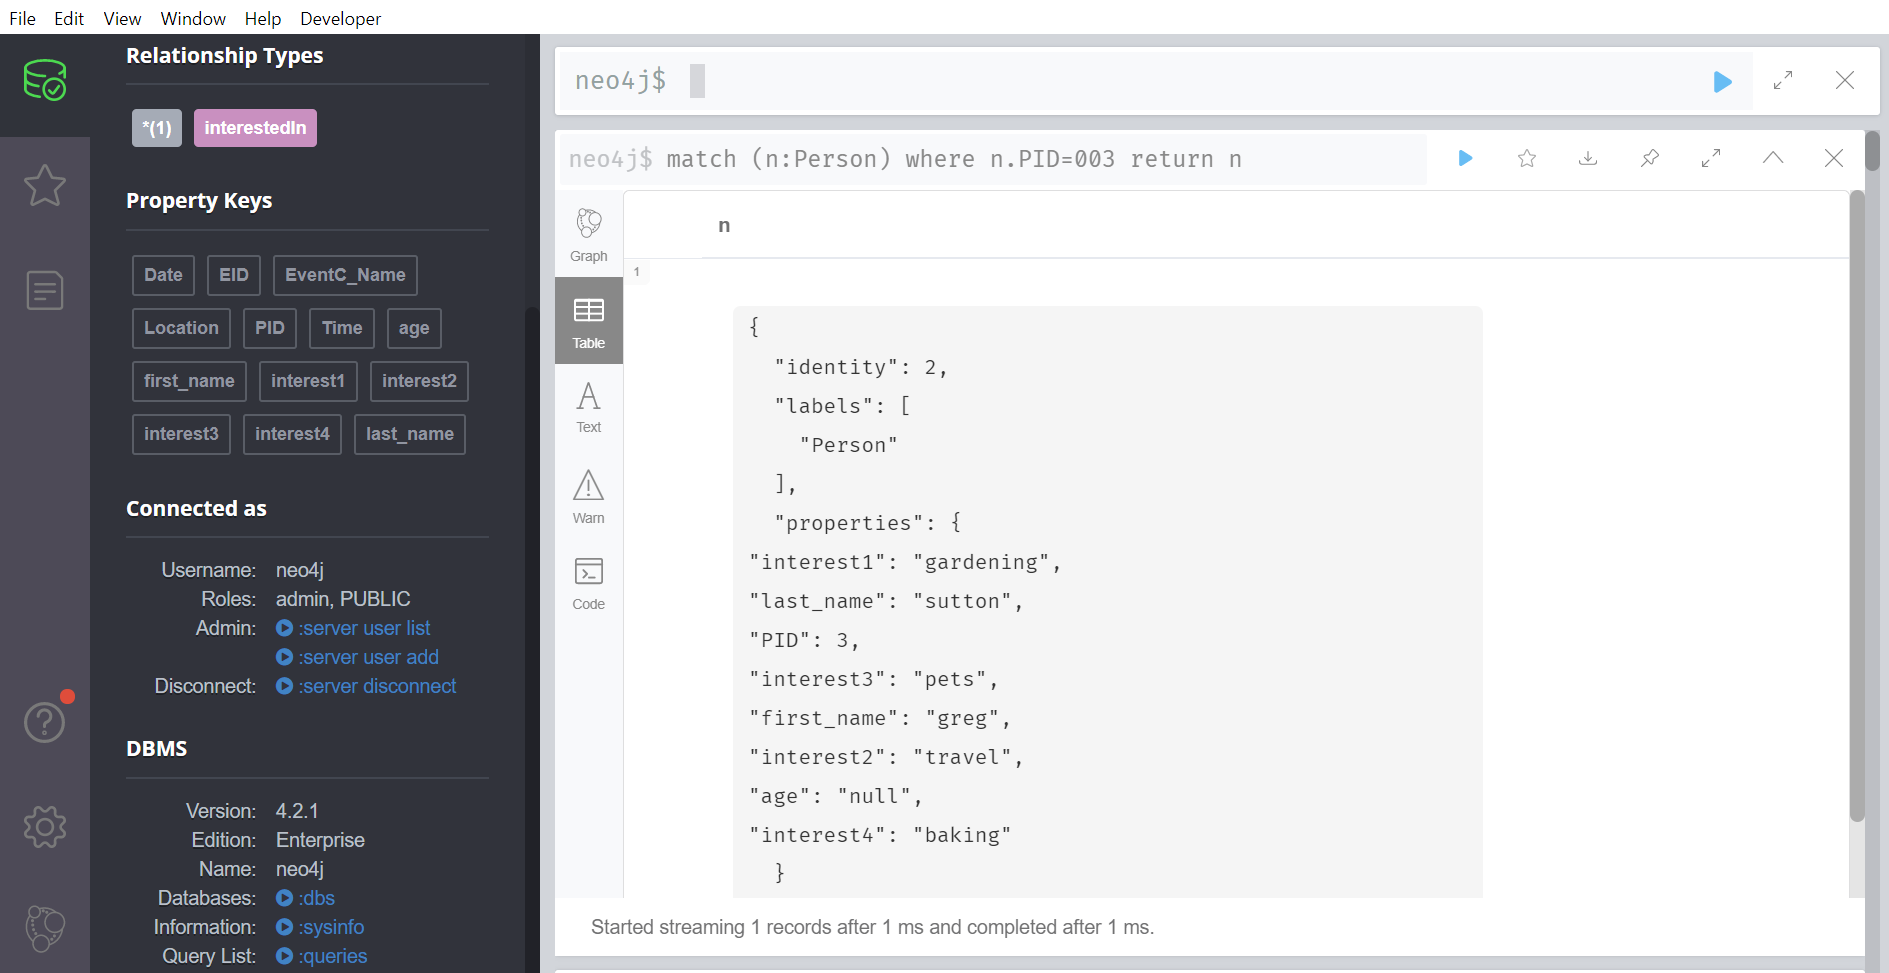 File Edit View Window Help Developer
Relationship Types
*(1) interestedIn
Property Keys
Date EID EventC_Name
Location PID Time age
first_name interest1 interest2
interest3 interest4 last_name
Connected as
Username: neo4j
Roles: admin, PUBLIC
Admin: :server user list
:server user add
Disconnect: :server disconnect
DBMS
Version: 4.2.1
Edition: Enterprise
Name: neo4j
Databases: :dbs
Information: :sysinfo
Query List: :queries
neo4j$
neo4j$ match (n:Person) where n.PID=003 return n
Graph
Table
Text
Warn
Code
n
1
{
"identity": 2,
"labels": [
"Person"
],
"properties": {
"interest1": "gardening",
"last_name": "sutton",
"PID": 3,
"interest3": "pets",
"first_name": "greg",
"interest2": "travel",
"age": "null",
"interest4": "baking"
}
Started streaming 1 records after 1 ms and completed after 1 ms.